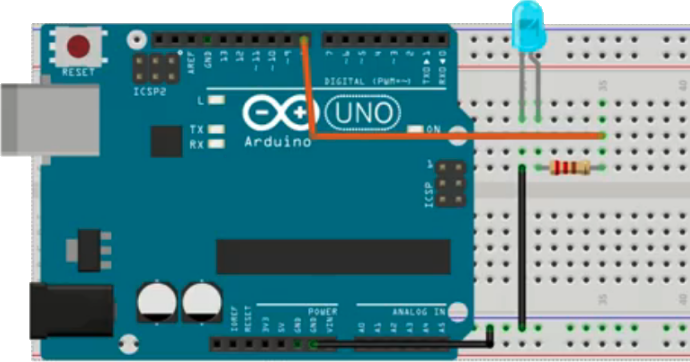 RESET
ICSP2
AREF
GND
13
12
~11
~10
~9
8
7
~6
~5
4
~3
2
TX0▶1
RX0◀0
DIGITAL (PWM=~)
L
TX
RX
UNO
Arduino
ON
1
ICSP
35
40
35
40
IOREF
RESET
3V3
5V
GND
GND
VIN
POWER
ANALOG IN
A0
A1
A2
A3
A4
A5